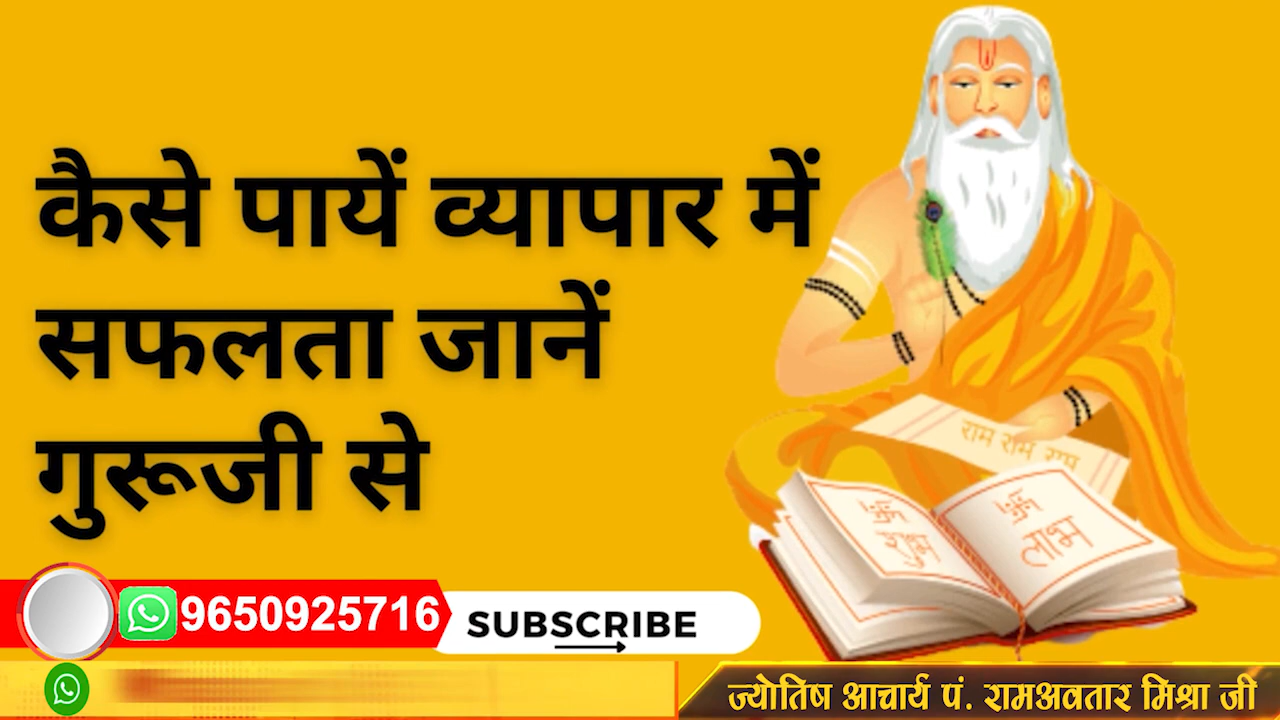 कैसे पायें व्यापार में
सफलता जानें
गुरूजी से
राम राम राम
शुभ
लाभ
9650925716
SUBSCRIBE
ज्योतिष आचार्य पं. रामअवतार मिश्रा जी